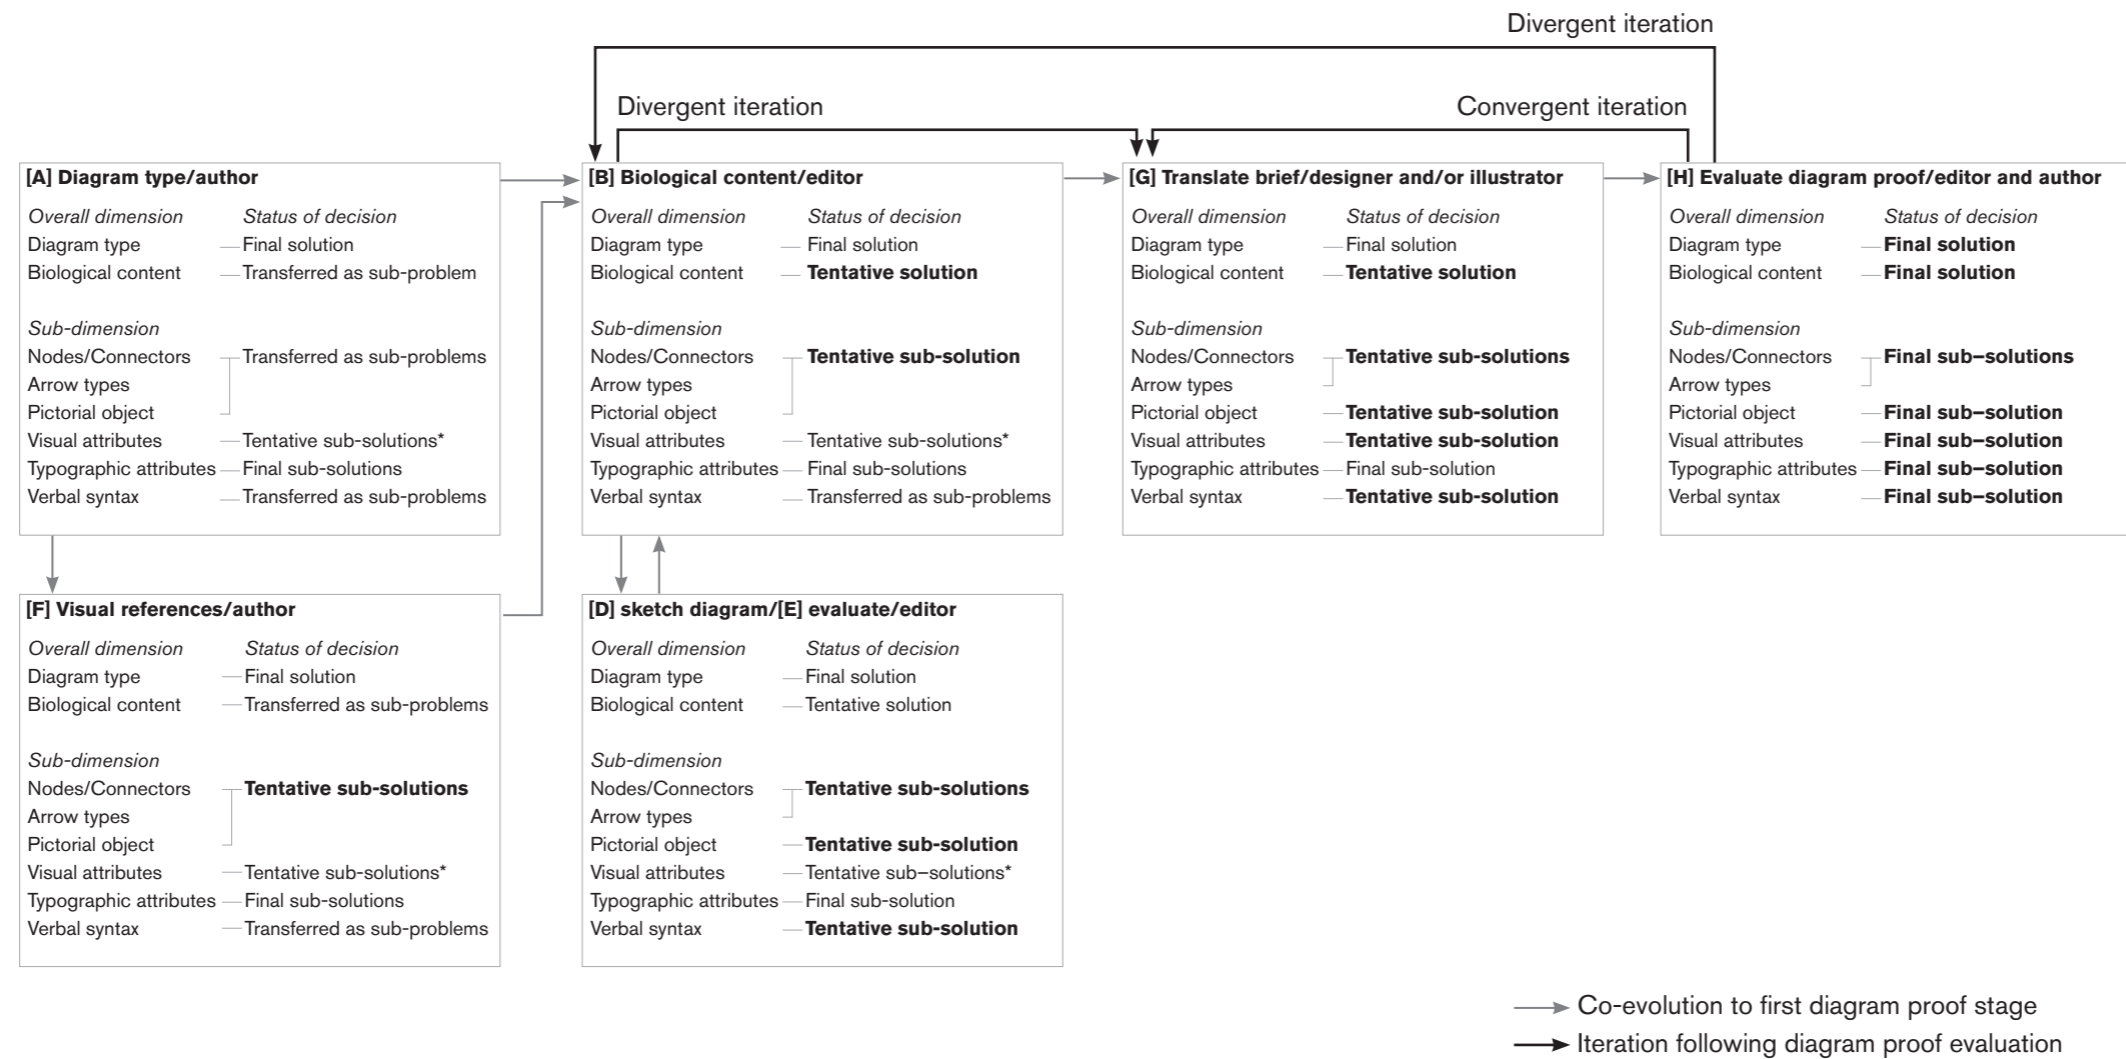 Divergent iteration
Divergent iteration
Convergent iteration
[A] Diagram type/author
Overall dimension Status of decision
Diagram type Final solution
Biological content Transferred as sub-problem
Sub-dimension
Nodes/Connectors Transferred as sub-problems
Arrow types
Pictorial object
Visual attributes Tentative sub-solutions*
Typographic attributes Final sub-solutions
Verbal syntax Transferred as sub-problems
[B] Biological content/editor
Overall dimension Status of decision
Diagram type Final solution
Biological content Tentative solution
Sub-dimension
Nodes/Connectors Tentative sub-solution
Arrow types
Pictorial object
Visual attributes Tentative sub-solutions*
Typographic attributes Final sub-solutions
Verbal syntax Transferred as sub-problems
[G] Translate brief/designer and/or illustrator
Overall dimension Status of decision
Diagram type Final solution
Biological content Tentative solution
Sub-dimension
Nodes/Connectors Tentative sub-solutions
Arrow types
Pictorial object Tentative sub-solution
Visual attributes Tentative sub-solution
Typographic attributes Final sub-solution
Verbal syntax Tentative sub-solution
[H] Evaluate diagram proof/editor and author
Overall dimension Status of decision
Diagram type Final solution
Biological content Final solution
Sub-dimension
Nodes/Connectors Final sub–solutions
Arrow types
Pictorial object Final sub–solution
Visual attributes Final sub–solution
Typographic attributes Final sub–solution
Verbal syntax Final sub–solution
[F] Visual references/author
Overall dimension Status of decision
Diagram type Final solution
Biological content Transferred as sub-problems
Sub-dimension
Nodes/Connectors Tentative sub-solutions
Arrow types
Pictorial object
Visual attributes Tentative sub-solutions*
Typographic attributes Final sub-solutions
Verbal syntax Transferred as sub-problems
[D] sketch diagram/[E] evaluate/editor
Overall dimension Status of decision
Diagram type Final solution
Biological content Tentative solution
Sub-dimension
Nodes/Connectors Tentative sub-solutions
Arrow types
Pictorial object Tentative sub-solution
Visual attributes Tentative sub–solutions*
Typographic attributes Final sub-solution
Verbal syntax Tentative sub-solution
Co-evolution to first diagram proof stage
Iteration following diagram proof evaluation